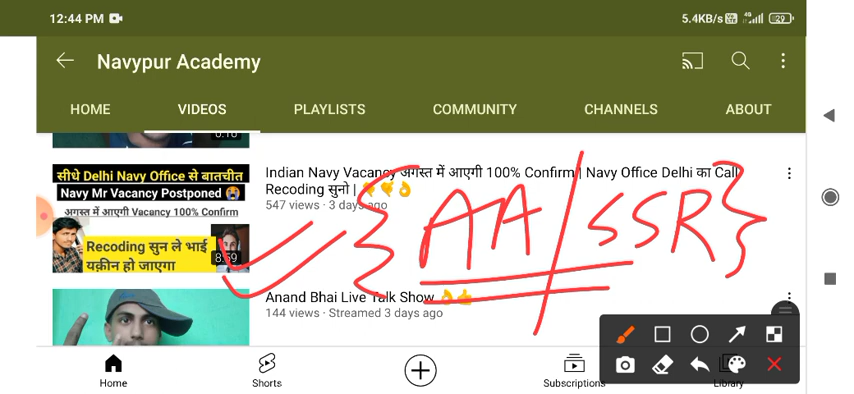 12:44 PM 5.4KB/s 4G 29
Navypur Academy
HOME VIDEOS PLAYLISTS COMMUNITY CHANNELS ABOUT
सीधे Delhi Navy Office से बातचीत
Navy Mr Vacancy Postponed 😭
अगस्त में आएगी Vacancy 100% Confirm
Recoding सुन ले भाई
यक़ीन हो जाएगा
8:59
Indian Navy Vacancy अगस्त में आएगी 100% Confirm | Navy Office Delhi का Call
Recoding सुनो | 👇👇👌
547 views · 3 days ago
{AA/SSR}
Anand Bhai Live Talk Show 👌👍
144 views · Streamed 3 days ago
Home Shorts Subscriptions Library